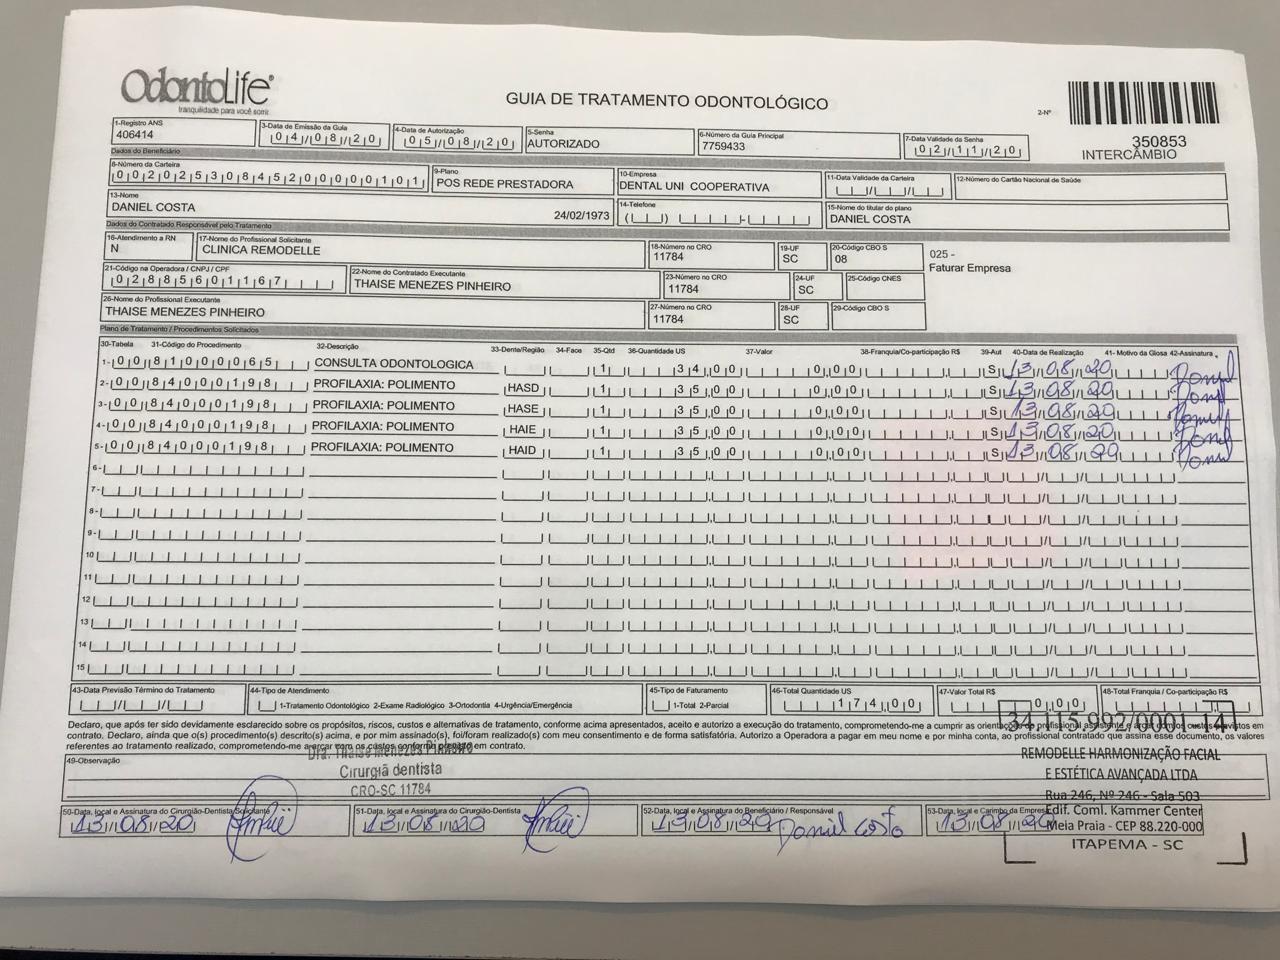 OdontoLife®
tranquilidade para você sorrir.
GUIA DE TRATAMENTO ODONTOLÓGICO
2-Nº
350853
INTERCÂMBIO
1-Registro ANS
406414
3-Data de Emissão da Guia
04/08/20
4-Data de Autorização
05/08/20
5-Senha
AUTORIZADO
6-Número da Guia Principal
7759433
7-Data Validade da Senha
02/11/20
Dados do Beneficiário
8-Número da Carteira
00202530845200000101
9-Plano
POS REDE PRESTADORA
10-Empresa
DENTAL UNI COOPERATIVA
11-Data Validade da Carteira
12-Número do Cartão Nacional de Saúde
13-Nome
DANIEL COSTA 24/02/1973
14-Telefone
15-Nome do titular do plano
DANIEL COSTA
Dados do Contratado Responsável pelo Tratamento
16-Atendimento a RN
N
17-Nome do Profissional Solicitante
CLINICA REMODELLE
18-Número no CRO
11784
19-UF
SC
20-Código CBO S
08
025 -
Faturar Empresa
21-Código na Operadora / CNPJ / CPF
02885601167
22-Nome do Contratado Executante
THAISE MENEZES PINHEIRO
23-Número no CRO
11784
24-UF
SC
25-Código CNES
26-Nome do Profissional Executante
THAISE MENEZES PINHEIRO
27-Número no CRO
11784
28-UF
SC
29-Código CBO S
Plano de Tratamento / Procedimentos Solicitados
30-Tabela 31-Código do Procedimento 32-Descrição 33-Dente/Região 34-Face 35-Qtd 36-Quantidade US 37-Valor 38-Franquia/Co-participação R$ 39-Aut 40-Data de Realização 41- Motivo da Glosa 42-Assinatura
1- 00 81000065 CONSULTA ODONTOLOGICA 1 34,00 0,00 S 13/08/20 Daniel
2- 00 84000198 PROFILAXIA: POLIMENTO HASD 1 35,00 0,00 S 13/08/20 Daniel
3- 00 84000198 PROFILAXIA: POLIMENTO HASE 1 35,00 0,00 S 13/08/20 Daniel
4- 00 84000198 PROFILAXIA: POLIMENTO HAIE 1 35,00 0,00 S 13/08/20 Daniel
5- 00 84000198 PROFILAXIA: POLIMENTO HAID 1 35,00 0,00 S 13/08/20 Daniel
6-
7-
8-
9-
10
11
12
13
14
15
43-Data Previsão Término do Tratamento
44-Tipo de Atendimento
1-Tratamento Odontológico 2-Exame Radiológico 3-Ortodontia 4-Urgência/Emergência
45-Tipo de Faturamento
1-Total 2-Parcial
46-Total Quantidade US
174,00
47-Valor Total R$
0,00
48-Total Franquia / Co-participação R$
Declaro, que após ter sido devidamente esclarecido sobre os propósitos, riscos, custos e alternativas de tratamento, conforme acima apresentados, aceito e autorizo a execução do tratamento, comprometendo-me a cumprir as orientações do profissional assistente e arcar com os custos previstos em
contrato. Declaro, ainda que o(s) procedimento(s) descrito(s) acima, e por mim assinado(s), foi/foram realizado(s) com meu consentimento e de forma satisfatória. Autorizo a Operadora a pagar em meu nome e por minha conta, ao profissional contratado que assina esse documento, os valores
referentes ao tratamento realizado, comprometendo-me a arcar com os custos conforme previsto em contrato.
49-Observação
Dra. Thaise Menezes Pinheiro
Cirurgiã dentista
CRO-SC 11784
34.115.992/0001-14
REMODELLE HARMONIZAÇÃO FACIAL
E ESTÉTICA AVANÇADA LTDA
Rua 246, Nº 246 - Sala 503
Edif. Coml. Kammer Center
Meia Praia - CEP 88.220-000
ITAPEMA - SC
50-Data, local e Assinatura do Cirurgião-Dentista Solicitante
13/08/20
51-Data, local e Assinatura do Cirurgião-Dentista
13/08/20
52-Data, local e Assinatura do Beneficiário / Responsável
13/08/20 Daniel Costa
53-Data, local e Carimbo da Empresa
13/08/20